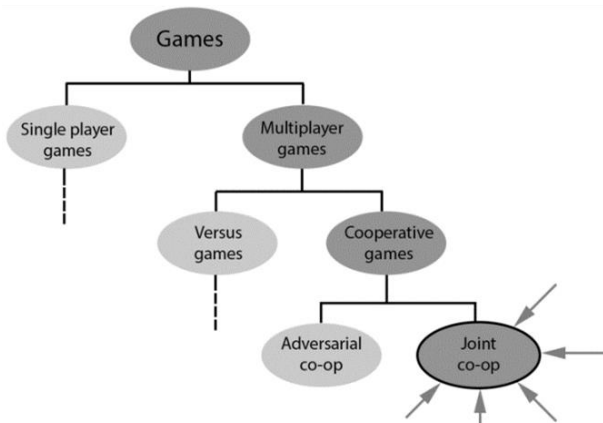 Games
Single player
games
Multiplayer
games
Versus
games
Cooperative
games
Adversarial
co-op
Joint
co-op